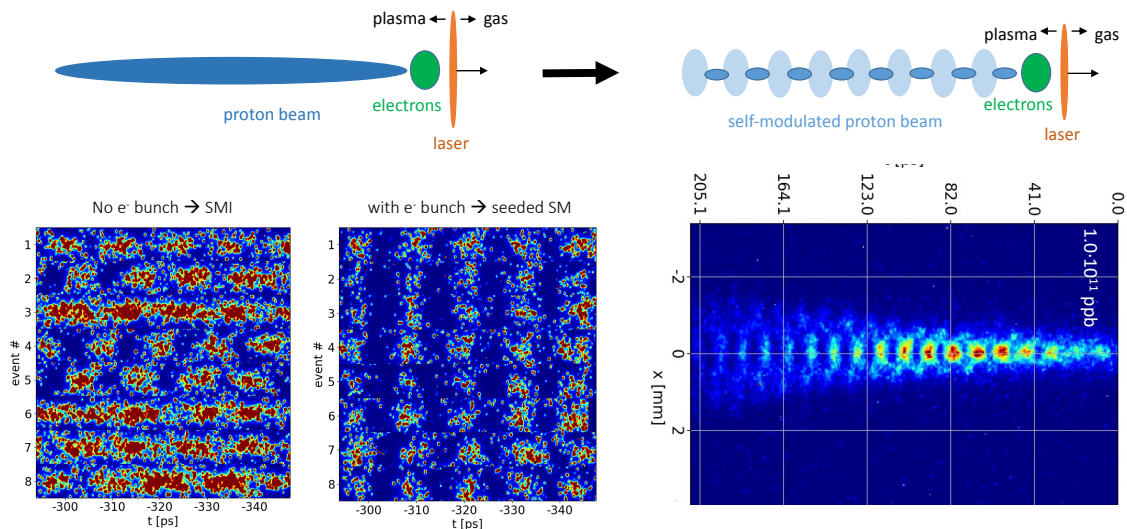 plasma gas
electrons
proton beam
laser
plasma gas
electrons
self-modulated proton beam
laser
No e- bunch → SMI
with e- bunch → seeded SM
event #
1
2
3
4
5
6
7
8
-300 -310 -320 -330 -340
t [ps]
event #
1
2
3
4
5
6
7
8
-300 -310 -320 -330 -340
t [ps]
[ps]
205.1 164.1 123.0 82.0 41.0 0.0
1.0·10¹¹ ppb
-2
0
2
x [mm]